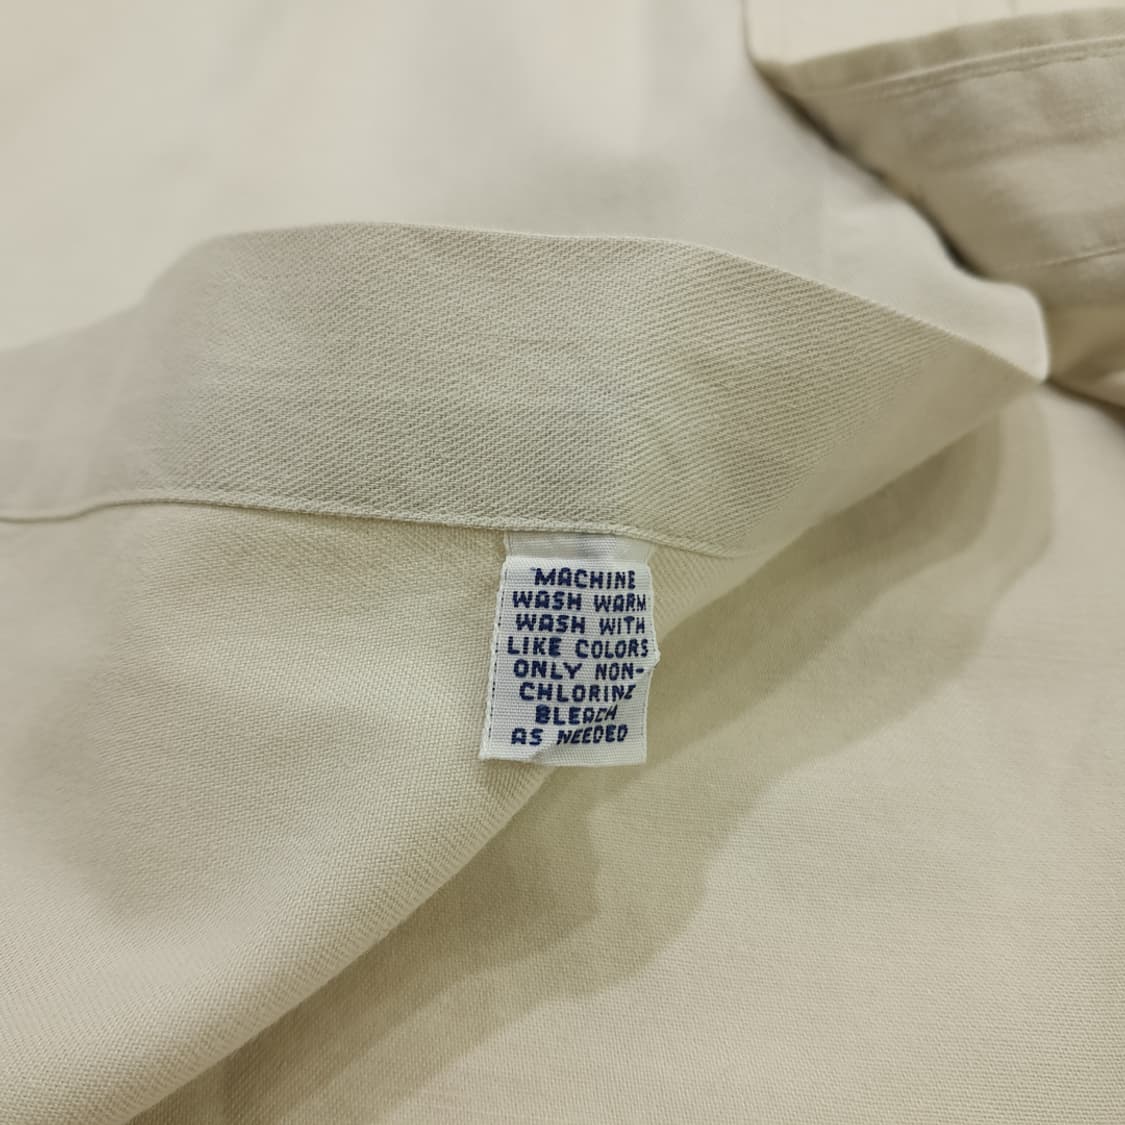 MACHINE
WASH WARM
WASH WITH
LIKE COLORS
ONLY NON-
CHLORINE
BLEACH
AS NEEDED